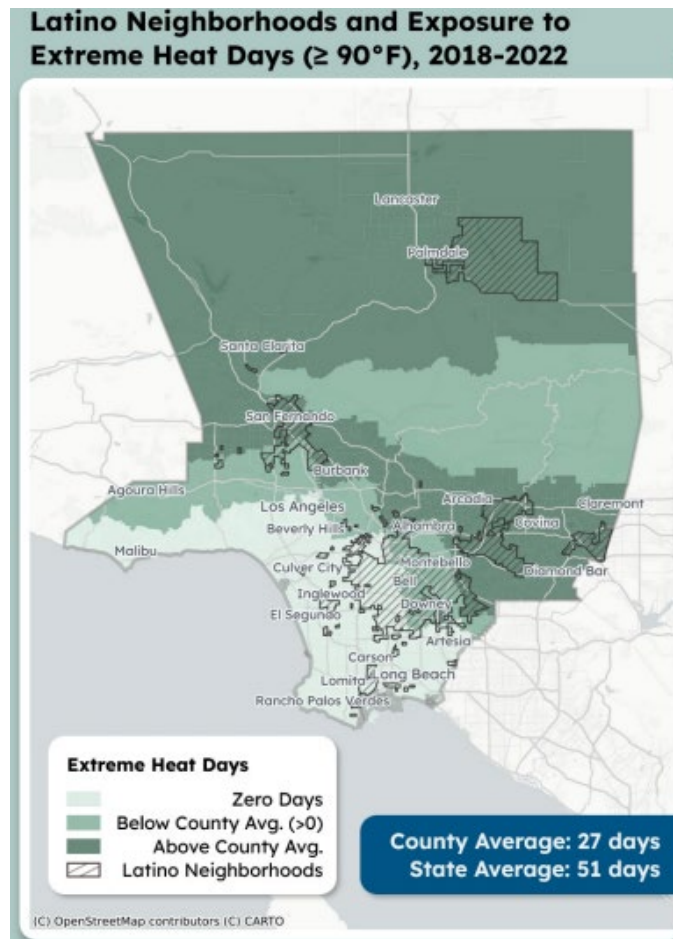 Latino Neighborhoods and Exposure to
Extreme Heat Days (≥ 90°F), 2018-2022
Lancaster
Palmdale
Santa Clarita
San Fernando
Burbank
Agoura Hills
Arcadia
Claremont
Los Angeles
Beverly Hills
Alhambra
Covina
Malibu
Culver City
Montebello
Diamond Bar
Bell
Inglewood
Downey
El Segundo
Artesia
Carson
Lomita
Long Beach
Rancho Palos Verdes
Extreme Heat Days
Zero Days
Below County Avg. (>0)
Above County Avg.
Latino Neighborhoods
County Average: 27 days
State Average: 51 days
(C) OpenStreetMap contributors (C) CARTO